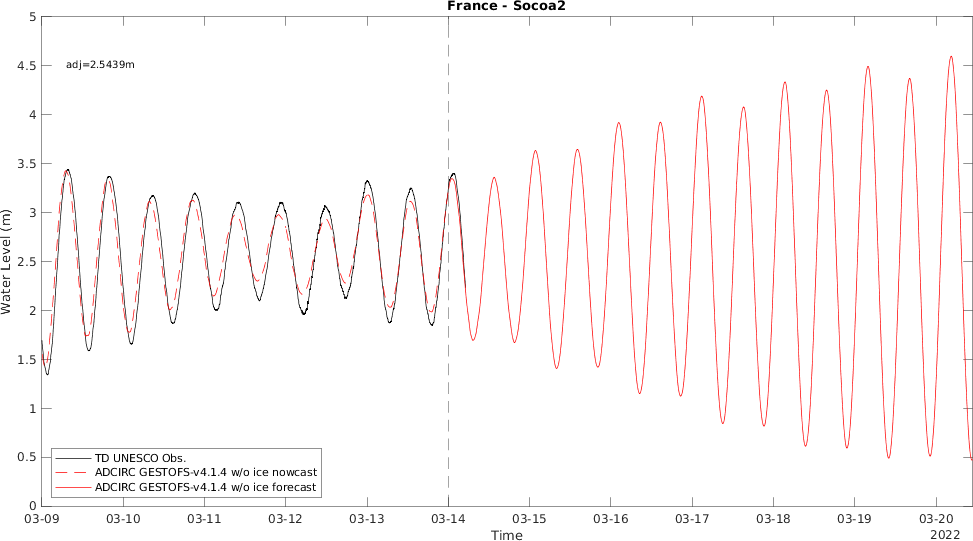 France - Socoa2
5
4.5
4
3.5
3
2.5
2
1.5
1
0.5
0
Water Level (m)
adj=2.5439m
TD UNESCO Obs.
ADCIRC GESTOFS-v4.1.4 w/o ice nowcast
ADCIRC GESTOFS-v4.1.4 w/o ice forecast
03-09 03-10 03-11 03-12 03-13 03-14 03-15 03-16 03-17 03-18 03-19 03-20
2022
Time